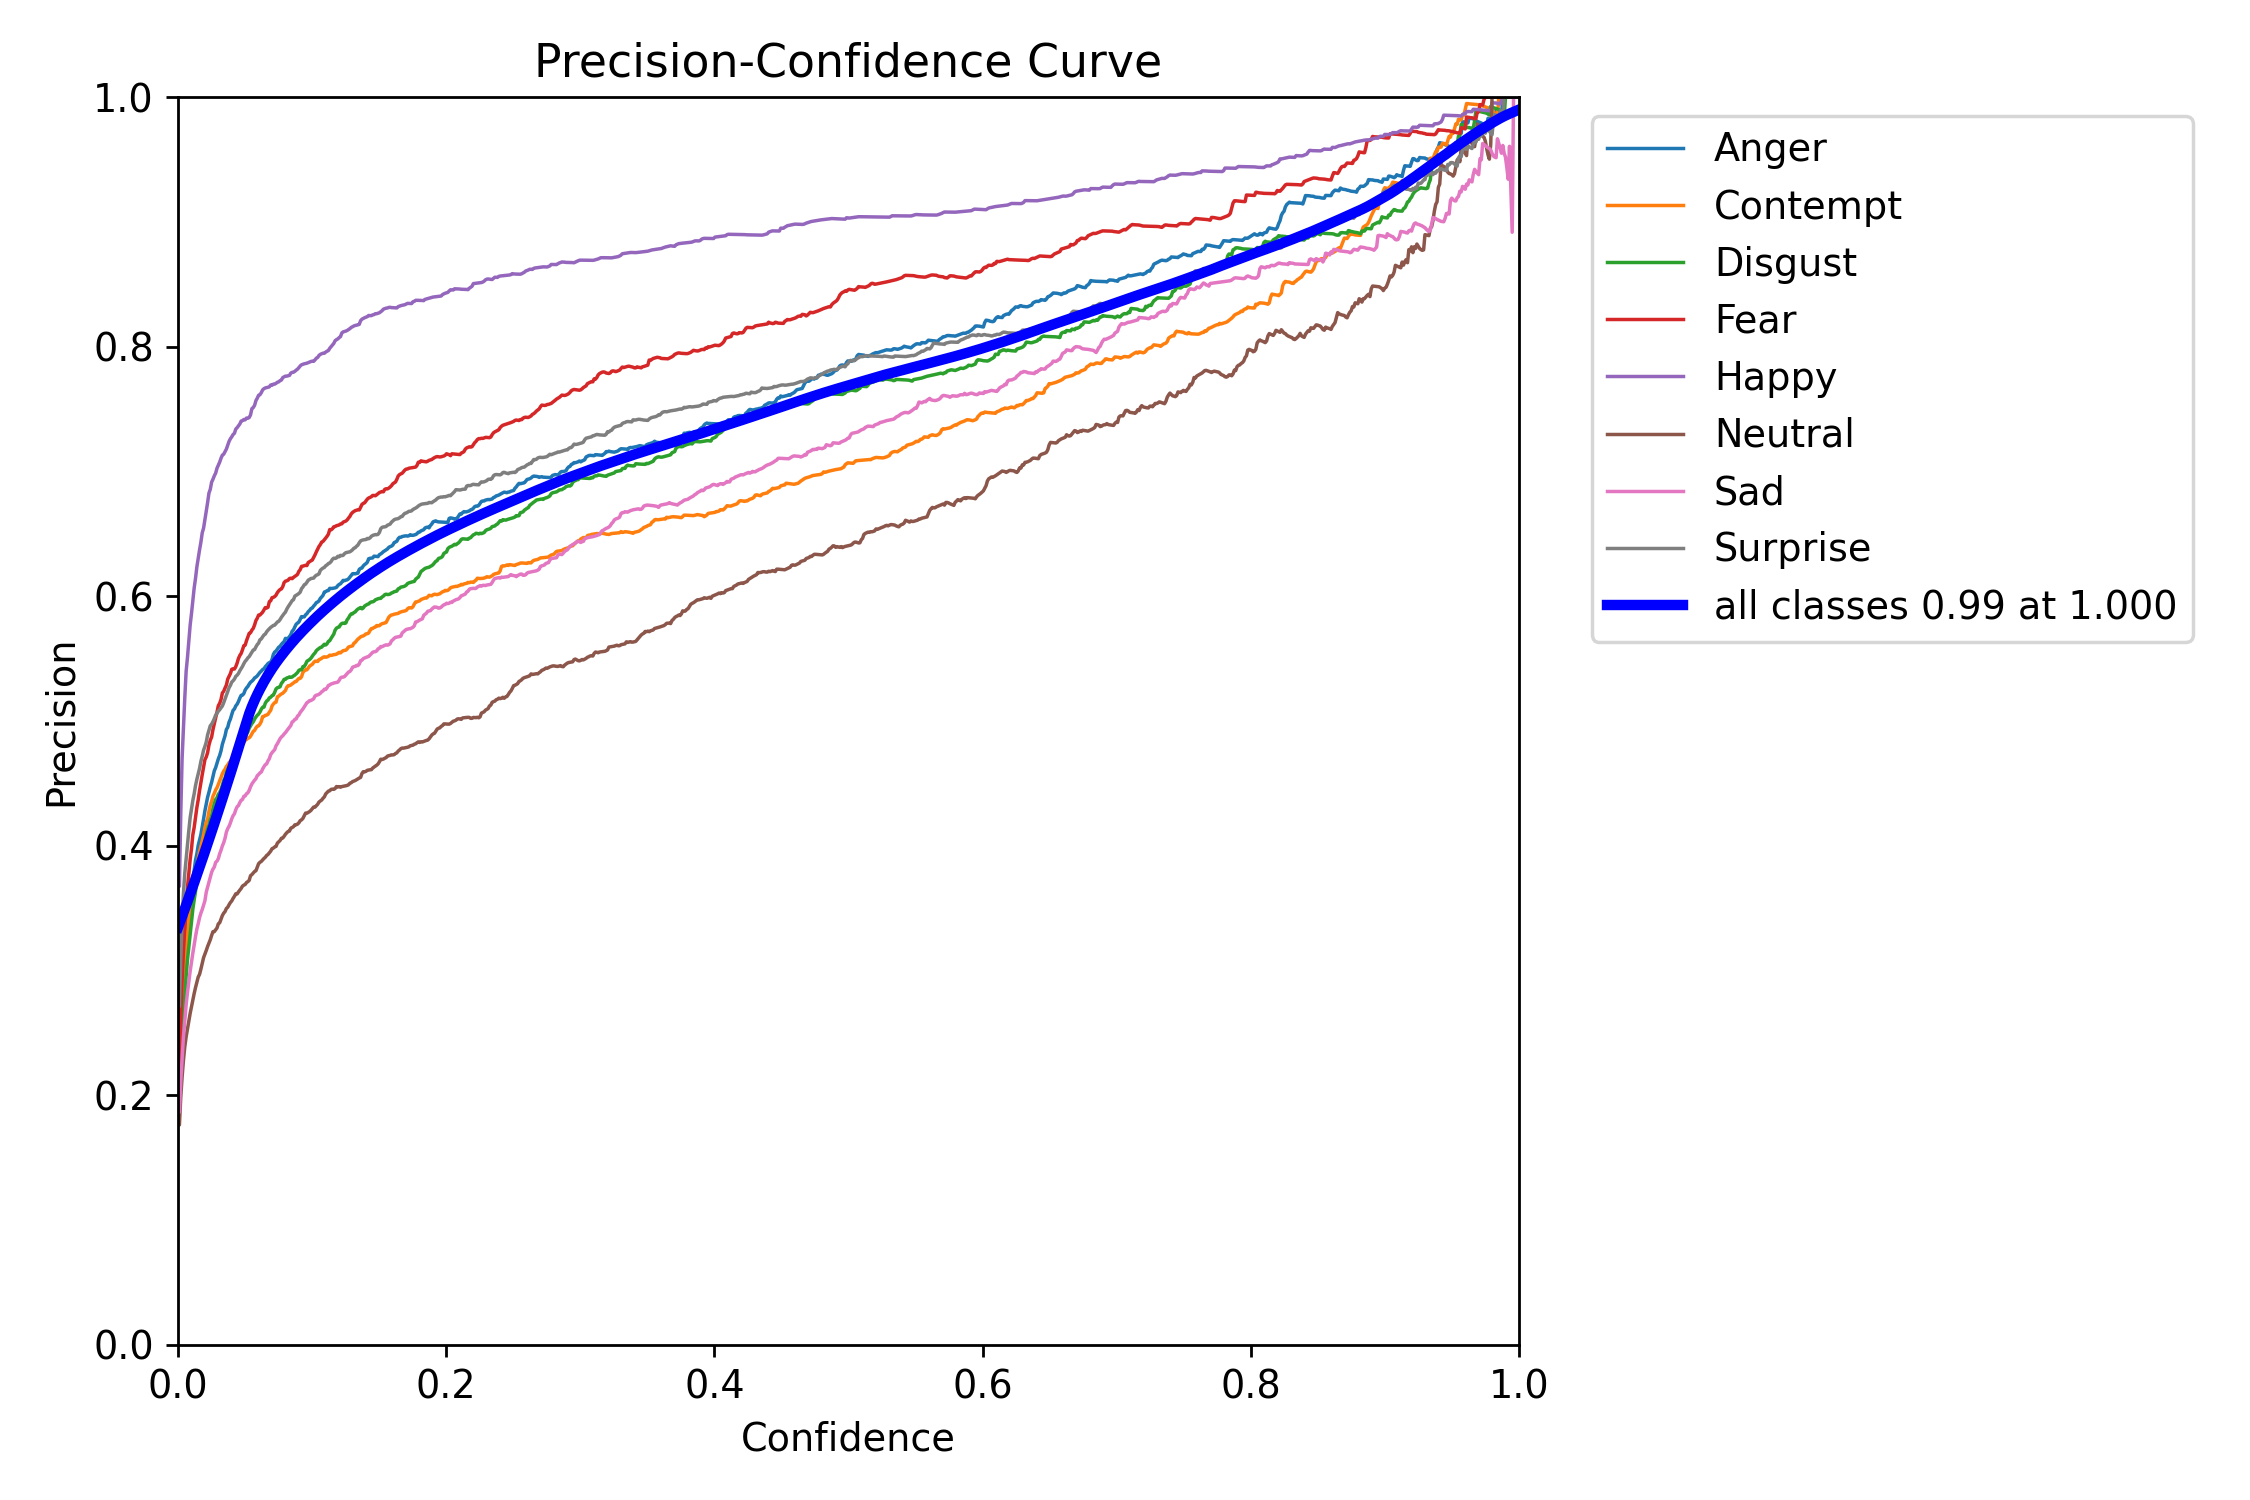 Precision-Confidence Curve
1.0
0.8
0.6
0.4
0.2
0.0
Precision
0.0 0.2 0.4 0.6 0.8 1.0
Confidence
Anger
Contempt
Disgust
Fear
Happy
Neutral
Sad
Surprise
all classes 0.99 at 1.000